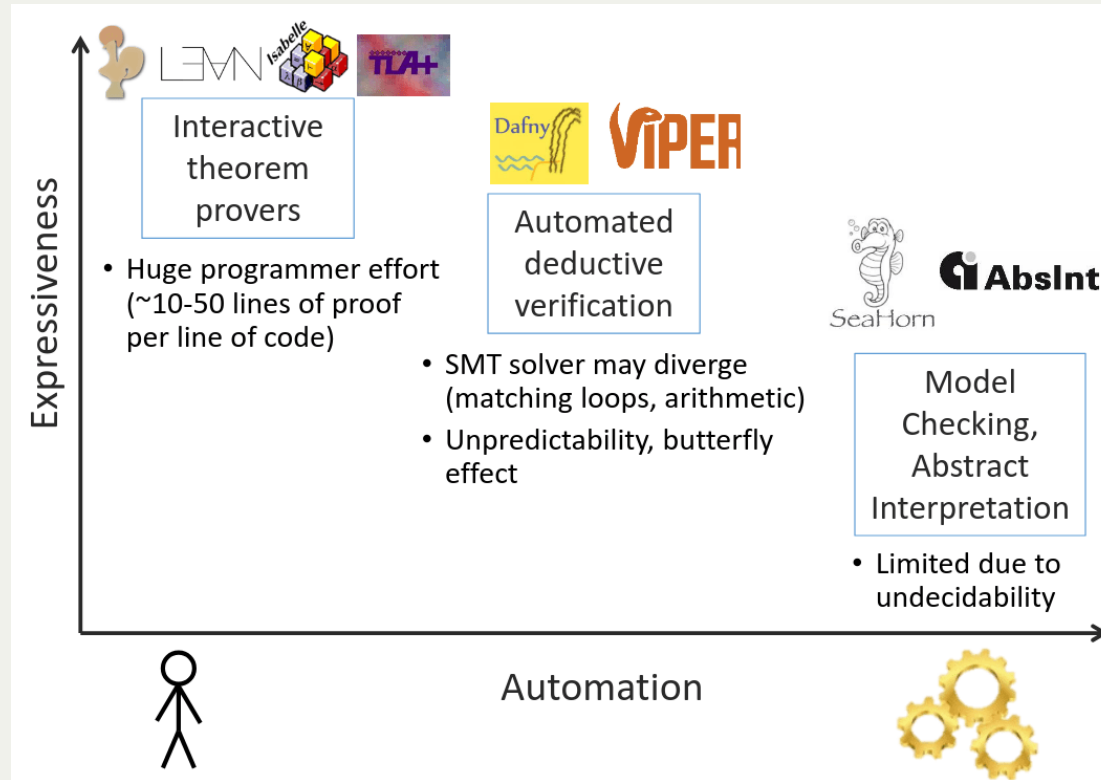 LEAN
Isabelle
TLA+
Interactive
theorem
provers
• Huge programmer effort
(~10-50 lines of proof
per line of code)
Dafny
VIPER
Automated
deductive
verification
• SMT solver may diverge
(matching loops, arithmetic)
• Unpredictability, butterfly
effect
SeaHorn
AbsInt
Model
Checking,
Abstract
Interpretation
• Limited due to
undecidability
Expressiveness
Automation